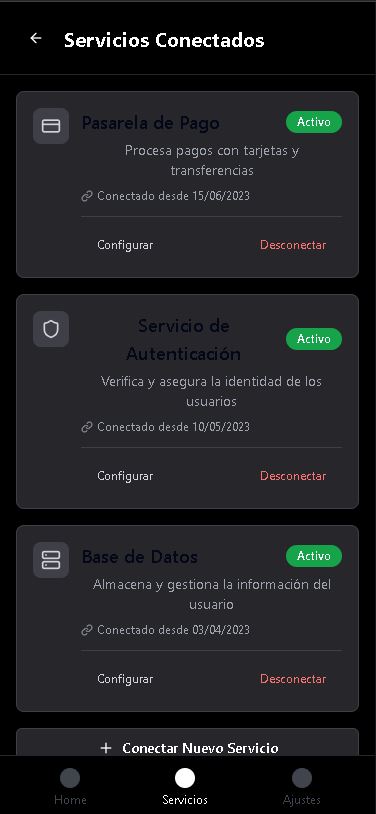 Servicios Conectados
Pasarela de Pago
Activo
Procesa pagos con tarjetas y
transferencias
Conectado desde 15/06/2023
Configurar
Desconectar
Servicio de
Autenticación
Activo
Verifica y asegura la identidad de los
usuarios
Conectado desde 10/05/2023
Configurar
Desconectar
Base de Datos
Activo
Almacena y gestiona la información del
usuario
Conectado desde 03/04/2023
Configurar
Desconectar
+ Conectar Nuevo Servicio
Home
Servicios
Ajustes